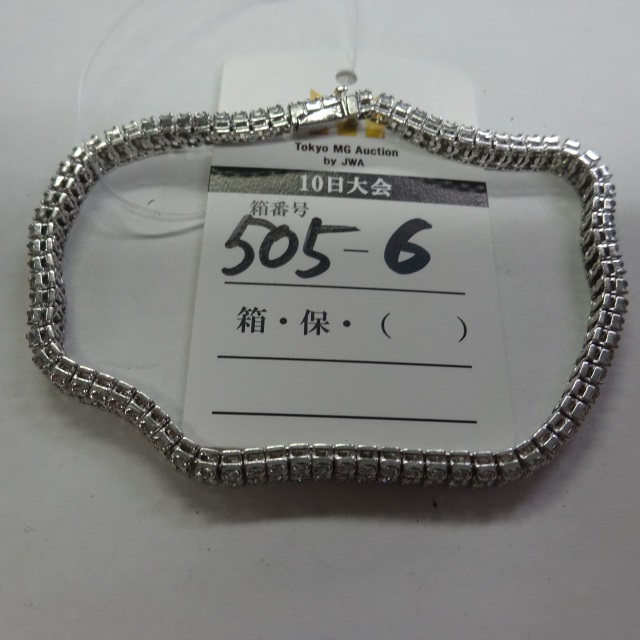 Tokyo MG Auction
by JWA
10日大会
箱番号
505-6
箱・保・(　　)